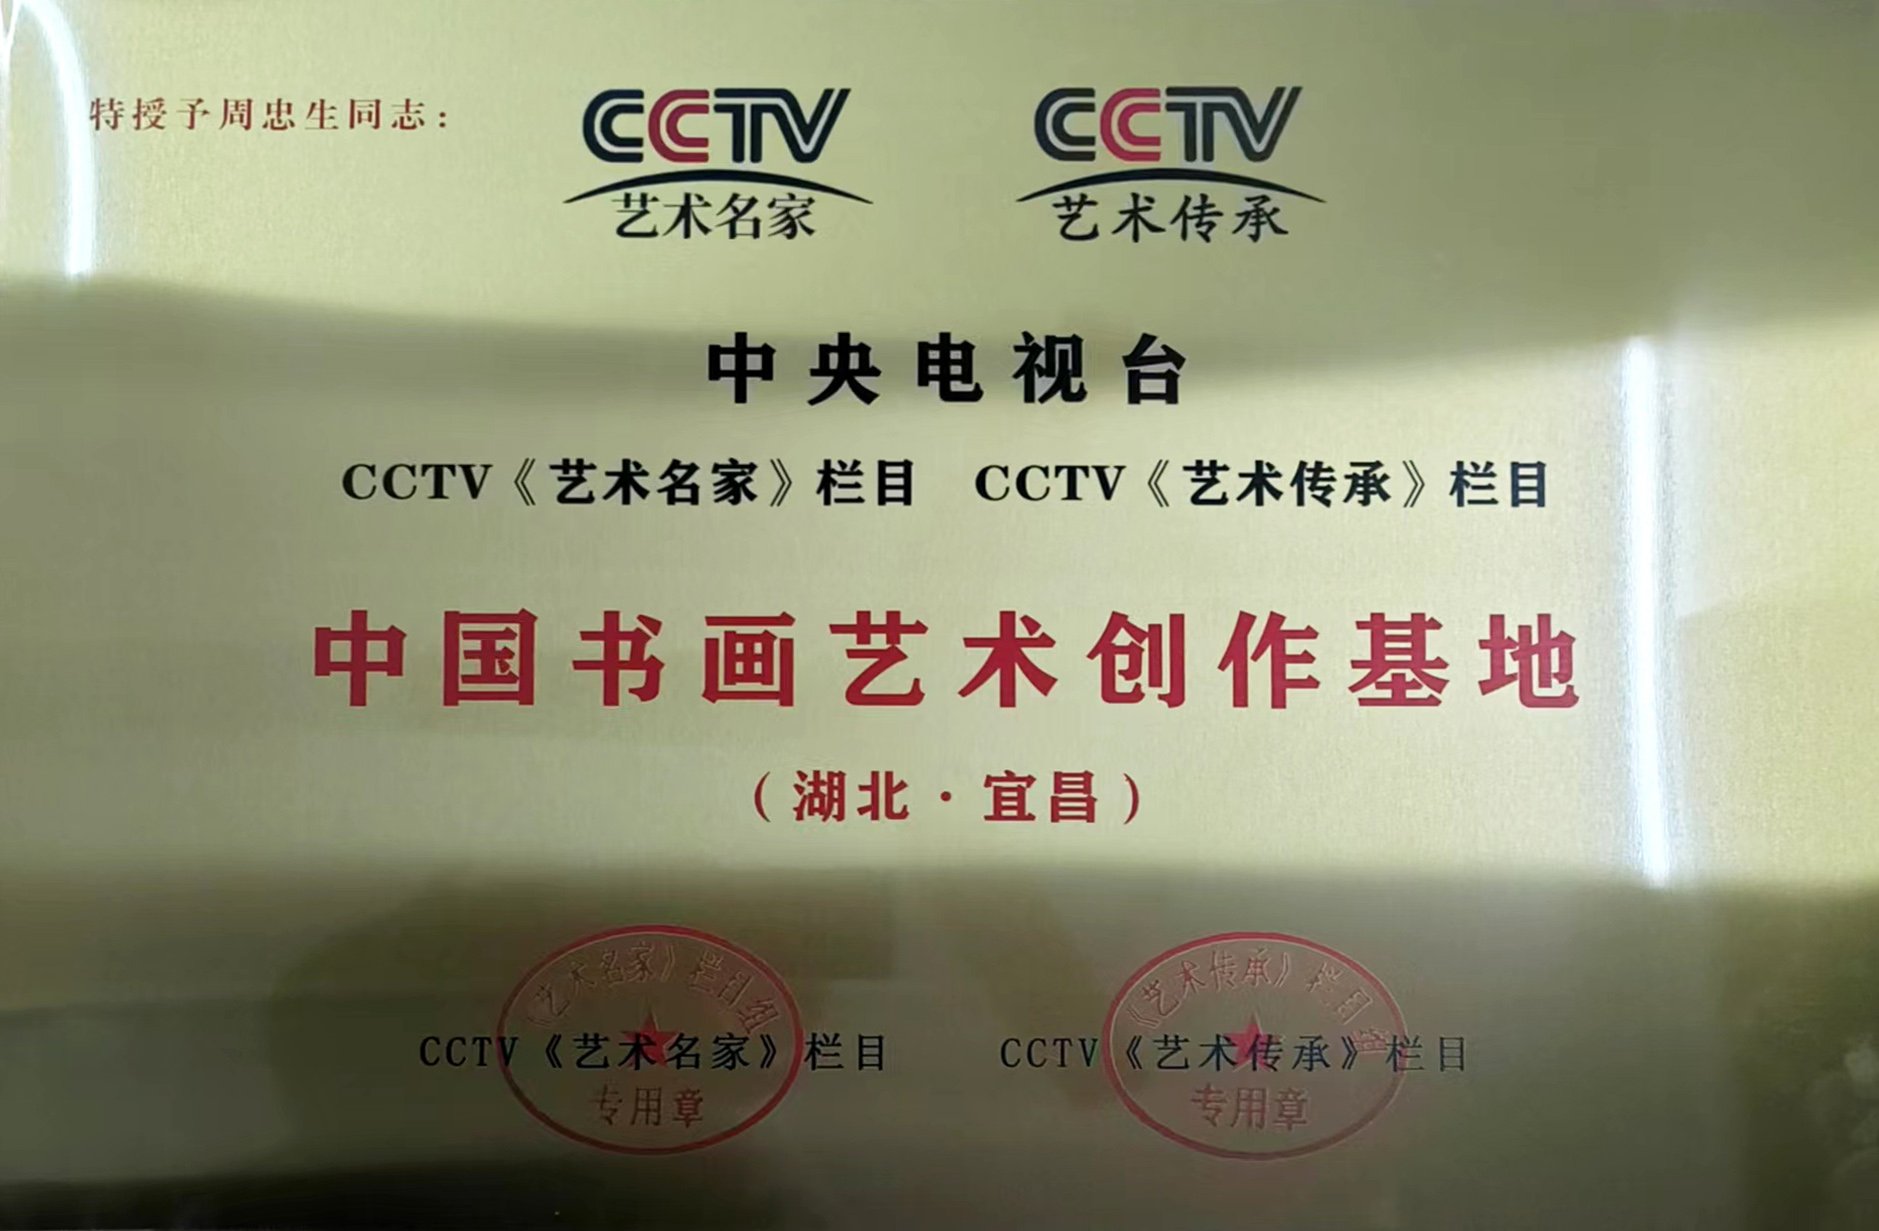 特授予周忠生同志：
CCTV CCTV
艺术名家 艺术传承
中央电视台
CCTV《艺术名家》栏目 CCTV《艺术传承》栏目
中国书画艺术创作基地
（湖北·宜昌）
《艺术名家》栏目组 《艺术传承》栏目组
CCTV《艺术名家》栏目 CCTV《艺术传承》栏目
专用章 专用章